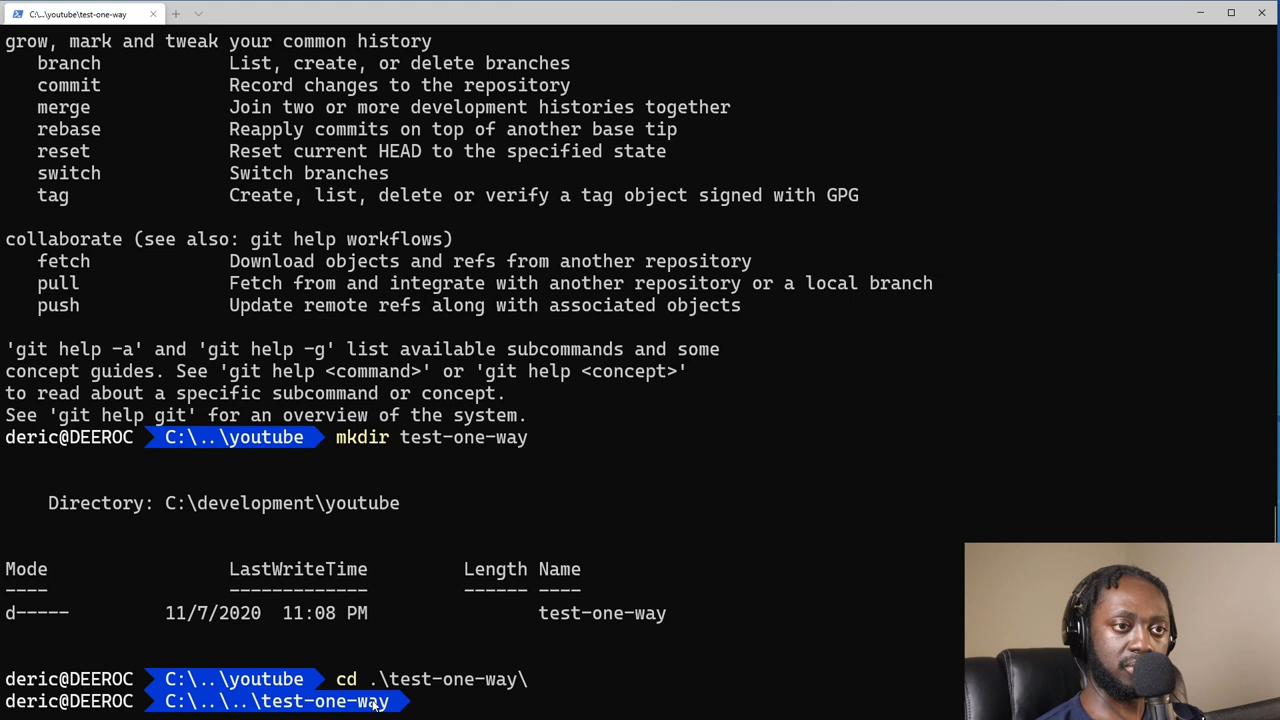 C:\...\youtube\test-one-way
grow, mark and tweak your common history
branch List, create, or delete branches
commit Record changes to the repository
merge Join two or more development histories together
rebase Reapply commits on top of another base tip
reset Reset current HEAD to the specified state
switch Switch branches
tag Create, list, delete or verify a tag object signed with GPG
collaborate (see also: git help workflows)
fetch Download objects and refs from another repository
pull Fetch from and integrate with another repository or a local branch
push Update remote refs along with associated objects
'git help -a' and 'git help -g' list available subcommands and some
concept guides. See 'git help <command>' or 'git help <concept>'
to read about a specific subcommand or concept.
See 'git help git' for an overview of the system.
deric@DEEROC C:\..\youtube mkdir test-one-way
Directory: C:\development\youtube
Mode LastWriteTime Length Name
---- ------------- ------ ----
d----- 11/7/2020 11:08 PM test-one-way
deric@DEEROC C:\..\youtube cd .\test-one-way\
deric@DEEROC C:\..\..\test-one-way